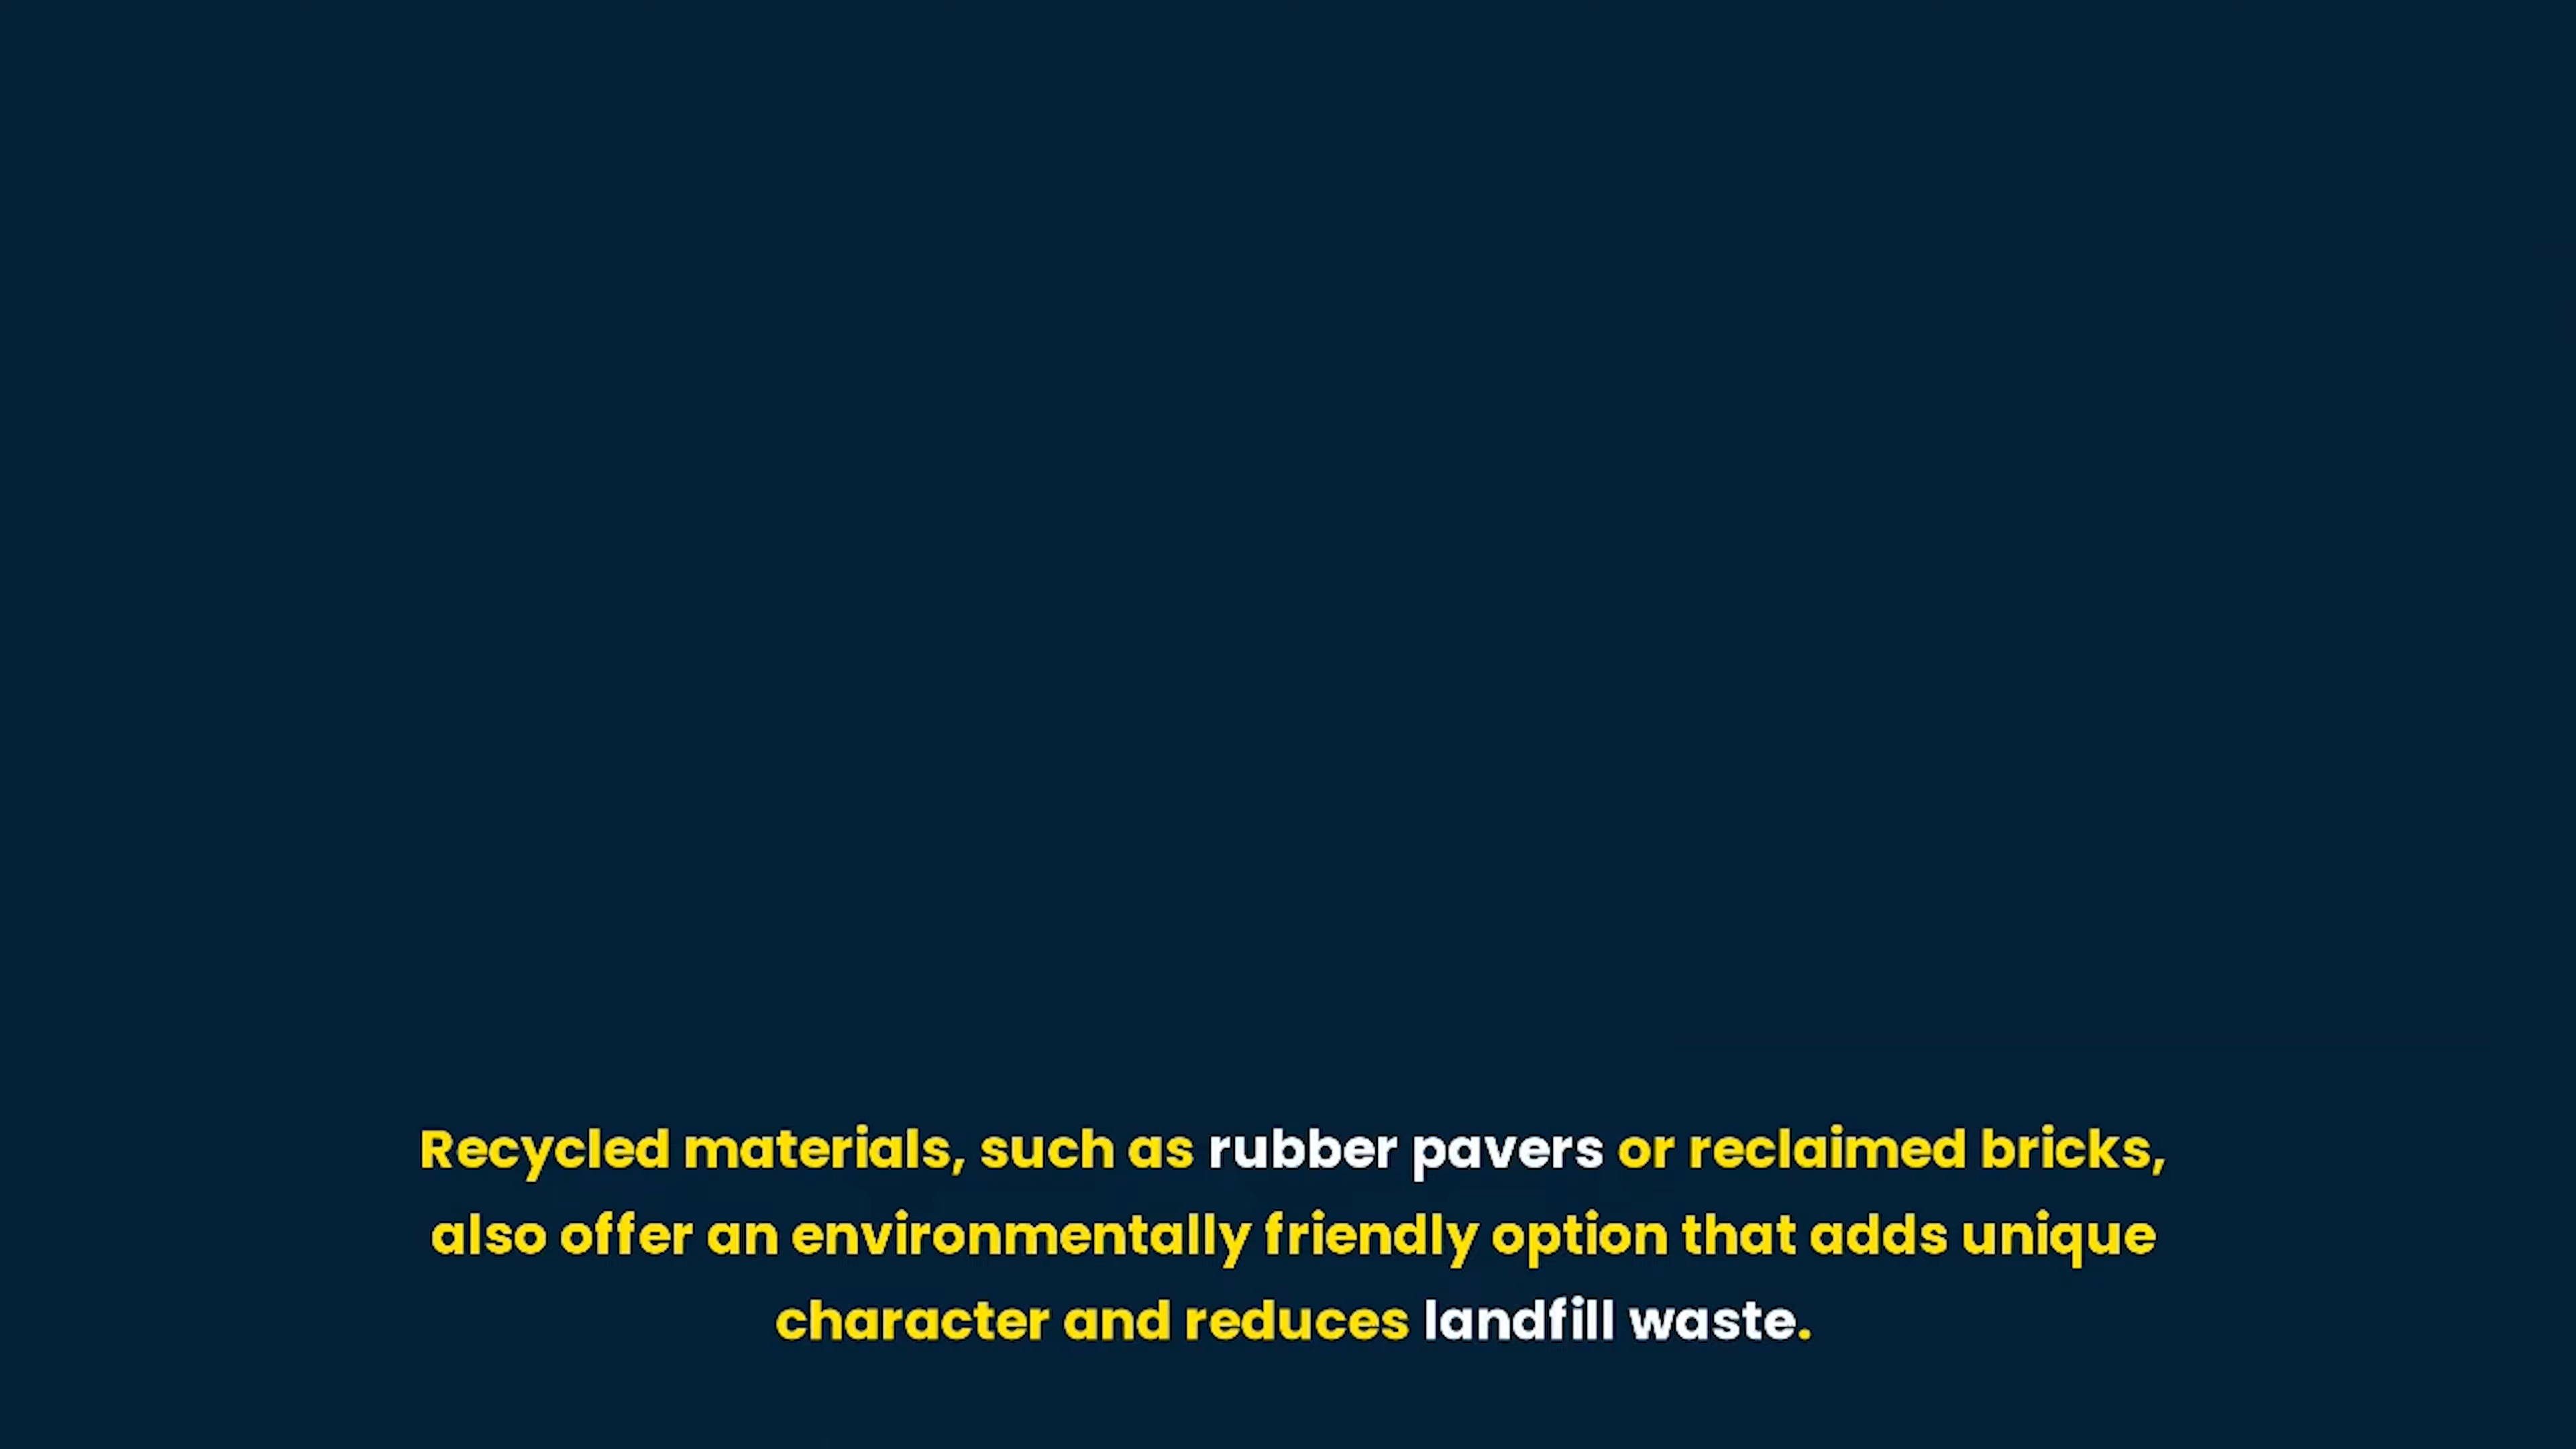 Recycled materials, such as rubber pavers or reclaimed bricks,
also offer an environmentally friendly option that adds unique
character and reduces landfill waste.